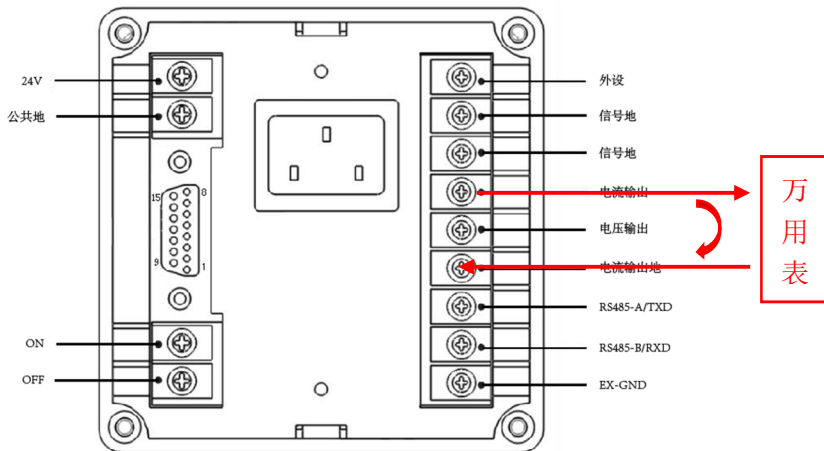 24V
公共地
15
8
9
1
ON
OFF
外设
信号地
信号地
电流输出
电压输出
电流输出地
RS485-A/TXD
RS485-B/RXD
EX-GND
万
用
表